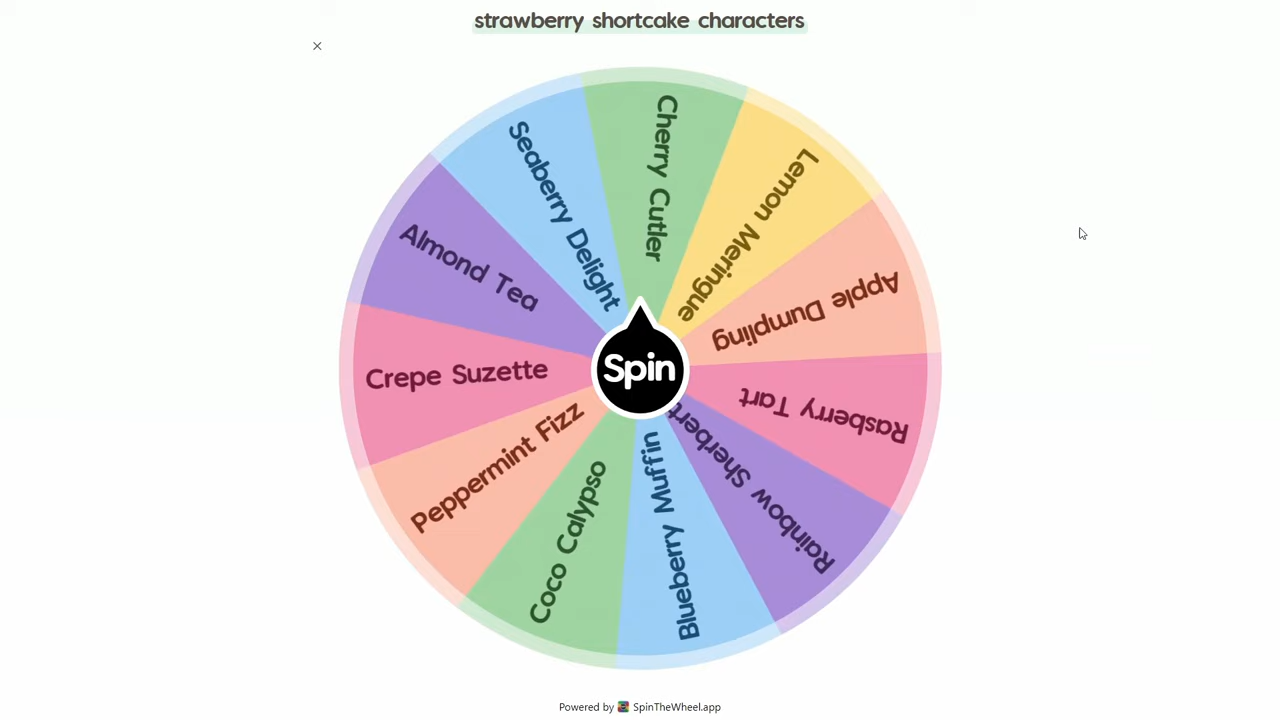 strawberry shortcake characters
Cherry Cutler
Lemon Meringue
Apple Dumpling
Rasberry Tart
Rainbow Sherbert
Blueberry Muffin
Coco Calypso
Peppermint Fizz
Crepe Suzette
Almond Tea
Seaberry Delight
Spin
Powered by SpinTheWheel.app